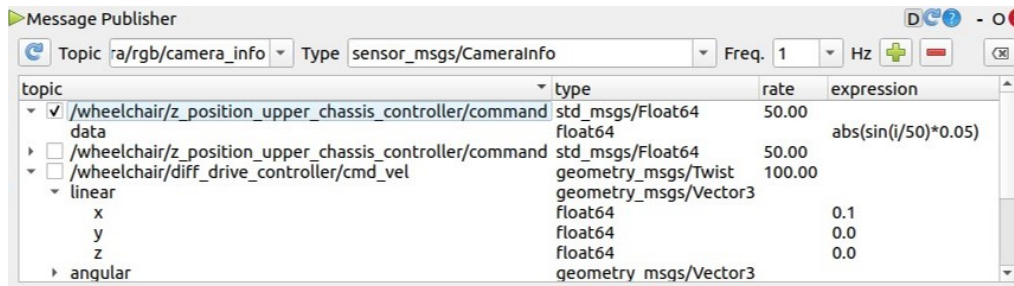 Message Publisher D - O
Topic ra/rgb/camera_info Type sensor_msgs/CameraInfo Freq. 1 Hz
topic type rate expression
/wheelchair/z_position_upper_chassis_controller/command std_msgs/Float64 50.00
data float64 abs(sin(i/50)*0.05)
/wheelchair/z_position_upper_chassis_controller/command std_msgs/Float64 50.00
/wheelchair/diff_drive_controller/cmd_vel geometry_msgs/Twist 100.00
linear geometry_msgs/Vector3
x float64 0.1
y float64 0.0
z float64 0.0
angular geometry_msgs/Vector3